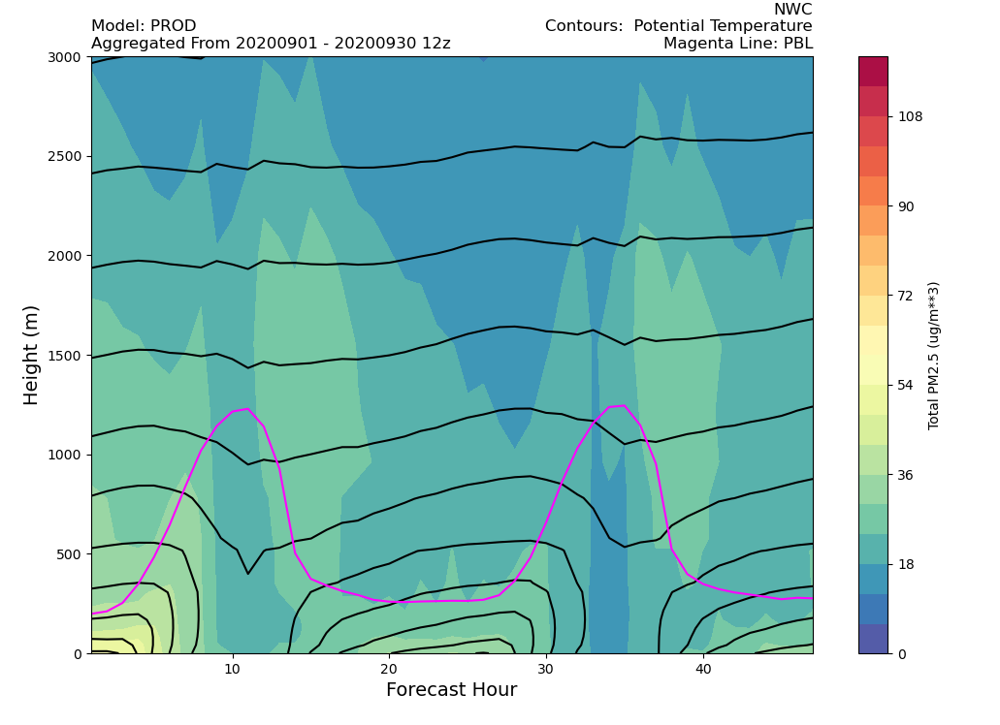 NWC
Model: PROD
Contours:  Potential Temperature
Aggregated From 20200901 - 20200930 12z
Magenta Line: PBL
3000
2500
2000
1500
1000
500
0
Height (m)
10
20
30
40
Forecast Hour
108
90
72
54
36
18
0
Total PM2.5 (ug/m**3)